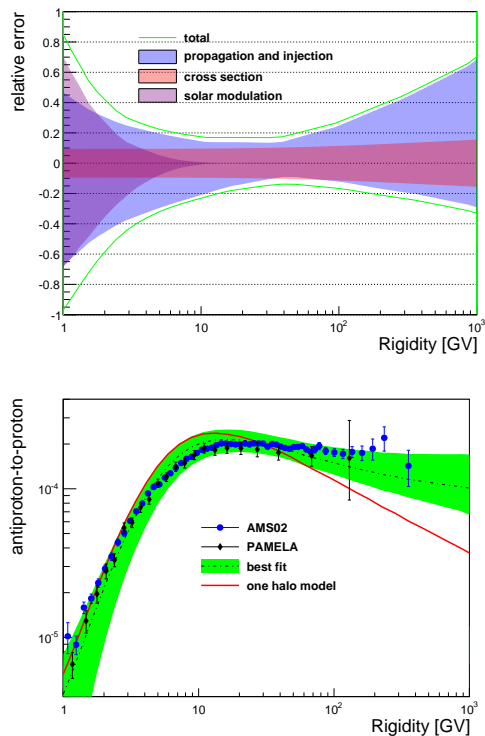 relative error
1
0.8
0.6
0.4
0.2
0
-0.2
-0.4
-0.6
-0.8
-1
total
propagation and injection
cross section
solar modulation
1
10
10²
10³
Rigidity [GV]
antiproton-to-proton
10⁻⁴
10⁻⁵
AMS02
PAMELA
best fit
one halo model
1
10
10²
10³
Rigidity [GV]